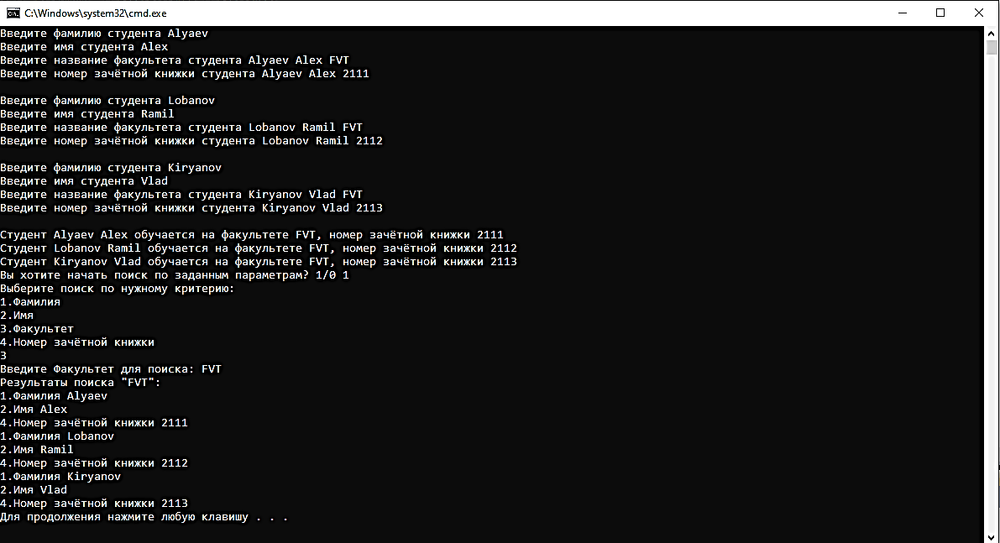 C:\Windows\system32\cmd.exe
Введите фамилию студента Alyaev
Введите имя студента Alex
Введите название факультета студента Alyaev Alex FVT
Введите номер зачётной книжки студента Alyaev Alex 2111
Введите фамилию студента Lobanov
Введите имя студента Ramil
Введите название факультета студента Lobanov Ramil FVT
Введите номер зачётной книжки студента Lobanov Ramil 2112
Введите фамилию студента Kiryanov
Введите имя студента Vlad
Введите название факультета студента Kiryanov Vlad FVT
Введите номер зачётной книжки студента Kiryanov Vlad 2113
Студент Alyaev Alex обучается на факультете FVT, номер зачётной книжки 2111
Студент Lobanov Ramil обучается на факультете FVT, номер зачётной книжки 2112
Студент Kiryanov Vlad обучается на факультете FVT, номер зачётной книжки 2113
Вы хотите начать поиск по заданным параметрам? 1/0 1
Выберите поиск по нужному критерию:
1.Фамилия
2.Имя
3.Факультет
4.Номер зачётной книжки
3
Введите Факультет для поиска: FVT
Результаты поиска "FVT":
1.Фамилия Alyaev
2.Имя Alex
4.Номер зачётной книжки 2111
1.Фамилия Lobanov
2.Имя Ramil
4.Номер зачётной книжки 2112
1.Фамилия Kiryanov
2.Имя Vlad
4.Номер зачётной книжки 2113
Для продолжения нажмите любую клавишу . . .